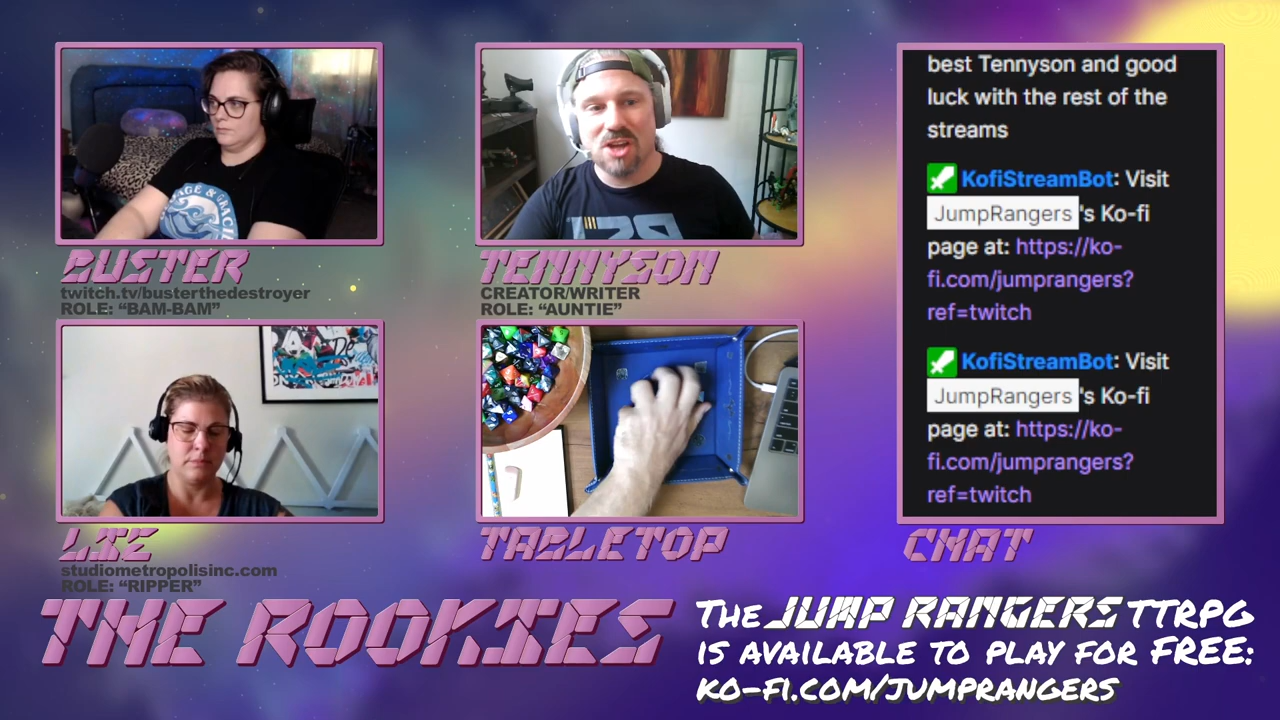 BUSTER
twitch.tv/busterthedestroyer
ROLE: “BAM-BAM”
TENNYSON
CREATOR/WRITER
ROLE: “AUNTIE”
LIZ
studiometropolisinc.com
ROLE: “RIPPER”
TABLETOP
best Tennyson and good
luck with the rest of the
streams
KofiStreamBot: Visit
JumpRangers 's Ko-fi
page at: https://ko-
fi.com/jumprangers?
ref=twitch
KofiStreamBot: Visit
JumpRangers 's Ko-fi
page at: https://ko-
fi.com/jumprangers?
ref=twitch
CHAT
THE ROOKIES
THE JUMP RANGERS TTRPG
IS AVAILABLE TO PLAY FOR FREE:
KO-FI.COM/JUMPRANGERS